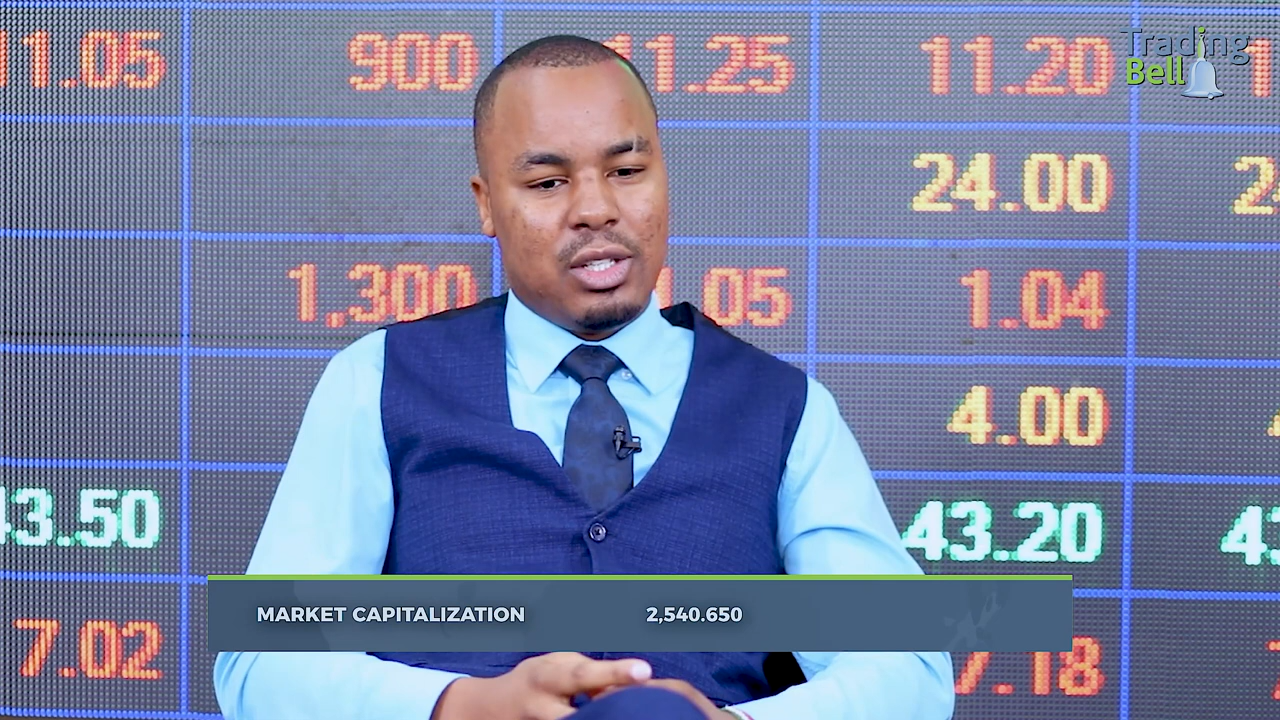 11.05 900 11.25 11.20
Trading
Bell
24.00
1,300 1.05 1.04
4.00
43.50 43.20
MARKET CAPITALIZATION 2,540.650
7.02 7.18